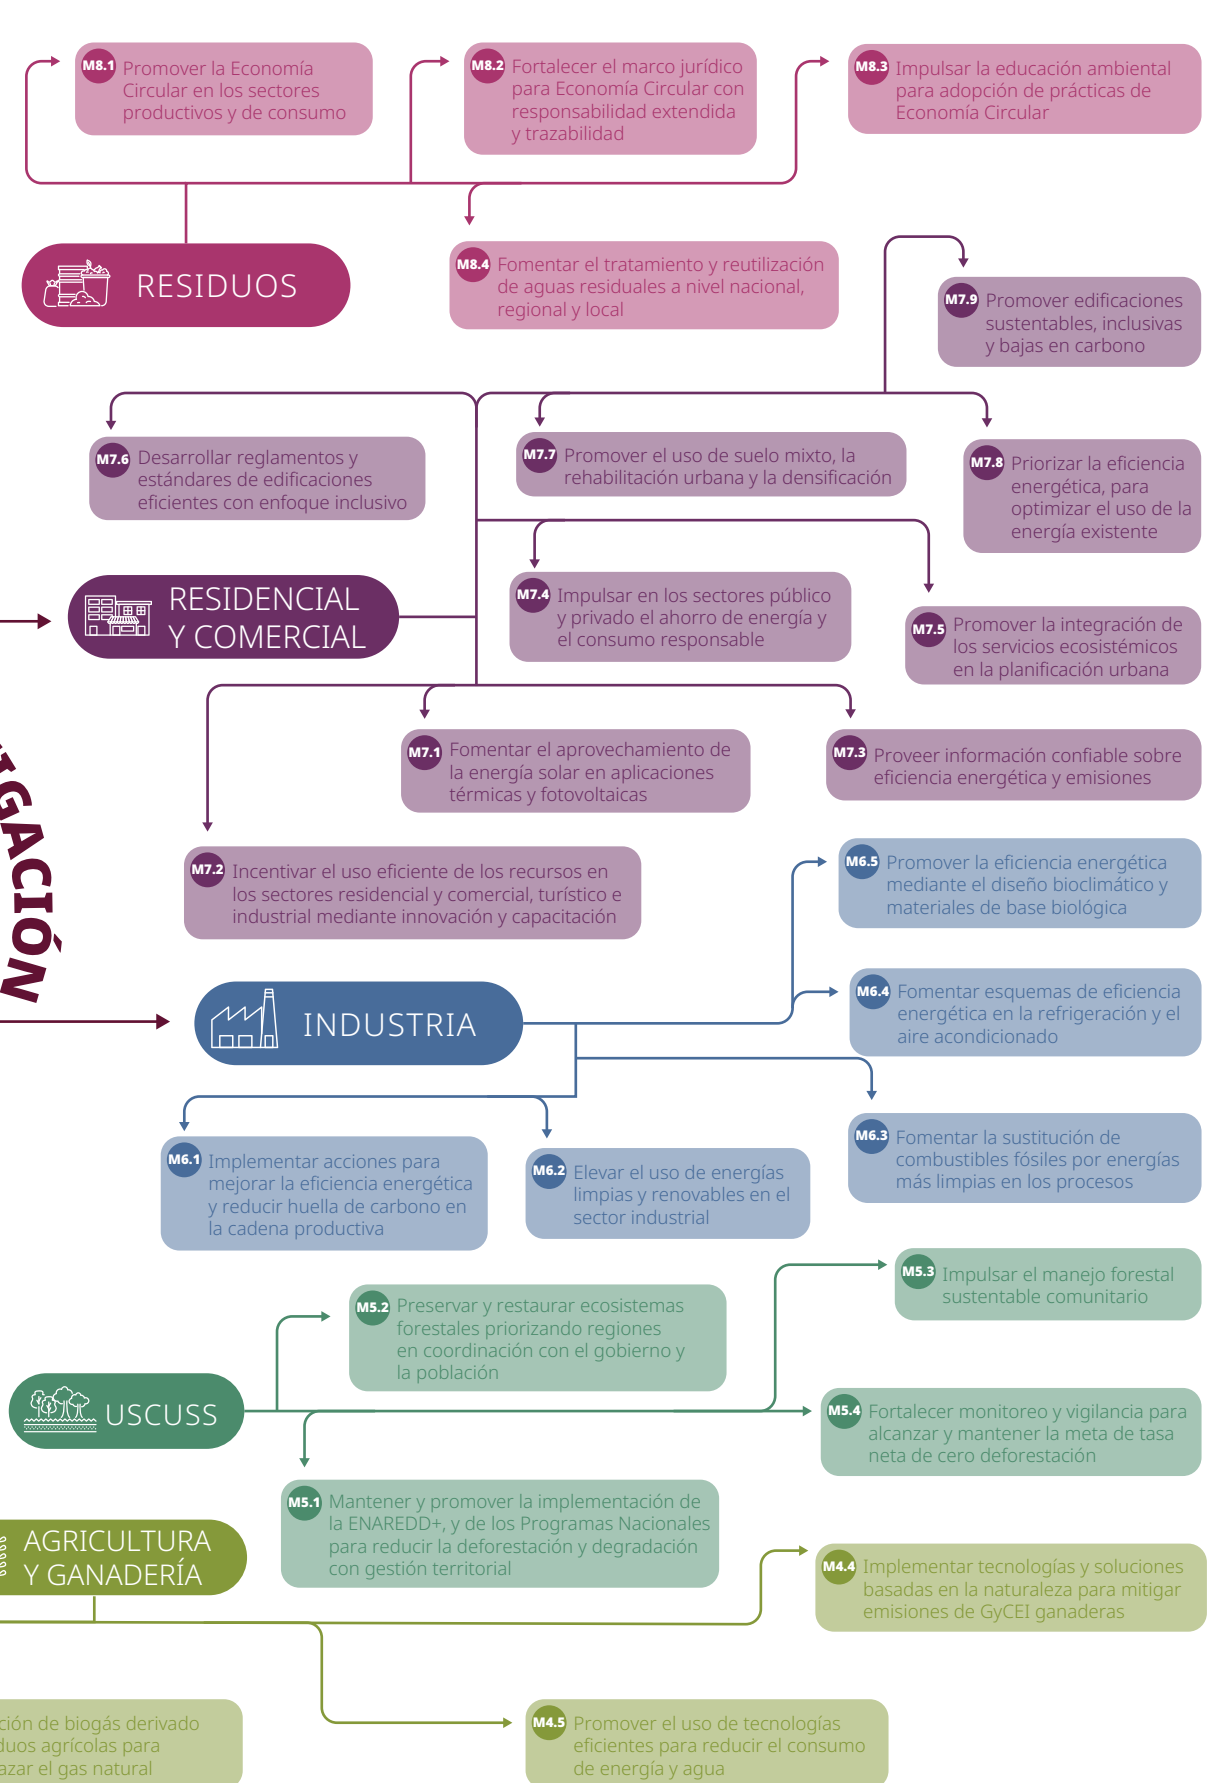 M8.1 Promover la Economía
Circular en los sectores
productivos y de consumo
M8.2 Fortalecer el marco jurídico
para Economía Circular con
responsabilidad extendida
y trazabilidad
M8.3 Impulsar la educación ambiental
para adopción de prácticas de
Economía Circular
RESIDUOS
M8.4 Fomentar el tratamiento y reutilización
de aguas residuales a nivel nacional,
regional y local
M7.9 Promover edificaciones
sustentables, inclusivas
y bajas en carbono
M7.6 Desarrollar reglamentos y
estándares de edificaciones
eficientes con enfoque inclusivo
M7.7 Promover el uso de suelo mixto, la
rehabilitación urbana y la densificación
M7.8 Priorizar la eficiencia
energética, para
optimizar el uso de la
energía existente
RESIDENCIAL
Y COMERCIAL
M7.4 Impulsar en los sectores público
y privado el ahorro de energía y
el consumo responsable
M7.5 Promover la integración de
los servicios ecosistémicos
en la planificación urbana
M7.1 Fomentar el aprovechamiento de
la energía solar en aplicaciones
térmicas y fotovoltaicas
M7.3 Proveer información confiable sobre
eficiencia energética y emisiones
IGACIÓN
M7.2 Incentivar el uso eficiente de los recursos en
los sectores residencial y comercial, turístico e
industrial mediante innovación y capacitación
M6.5 Promover la eficiencia energética
mediante el diseño bioclimático y
materiales de base biológica
INDUSTRIA
M6.4 Fomentar esquemas de eficiencia
energética en la refrigeración y el
aire acondicionado
M6.1 Implementar acciones para
mejorar la eficiencia energética
y reducir huella de carbono en
la cadena productiva
M6.2 Elevar el uso de energías
limpias y renovables en el
sector industrial
M6.3 Fomentar la sustitución de
combustibles fósiles por energías
más limpias en los procesos
M5.3 Impulsar el manejo forestal
sustentable comunitario
M5.2 Preservar y restaurar ecosistemas
forestales priorizando regiones
en coordinación con el gobierno y
la población
USCUSS
M5.4 Fortalecer monitoreo y vigilancia para
alcanzar y mantener la meta de tasa
neta de cero deforestación
M5.1 Mantener y promover la implementación de
la ENAREDD+, y de los Programas Nacionales
para reducir la deforestación y degradación
con gestión territorial
AGRICULTURA
Y GANADERÍA
M4.4 Implementar tecnologías y soluciones
basadas en la naturaleza para mitigar
emisiones de GyCEI ganaderas
ción de biogás derivado
duos agrícolas para
azar el gas natural
M4.5 Promover el uso de tecnologías
eficientes para reducir el consumo
de energía y agua